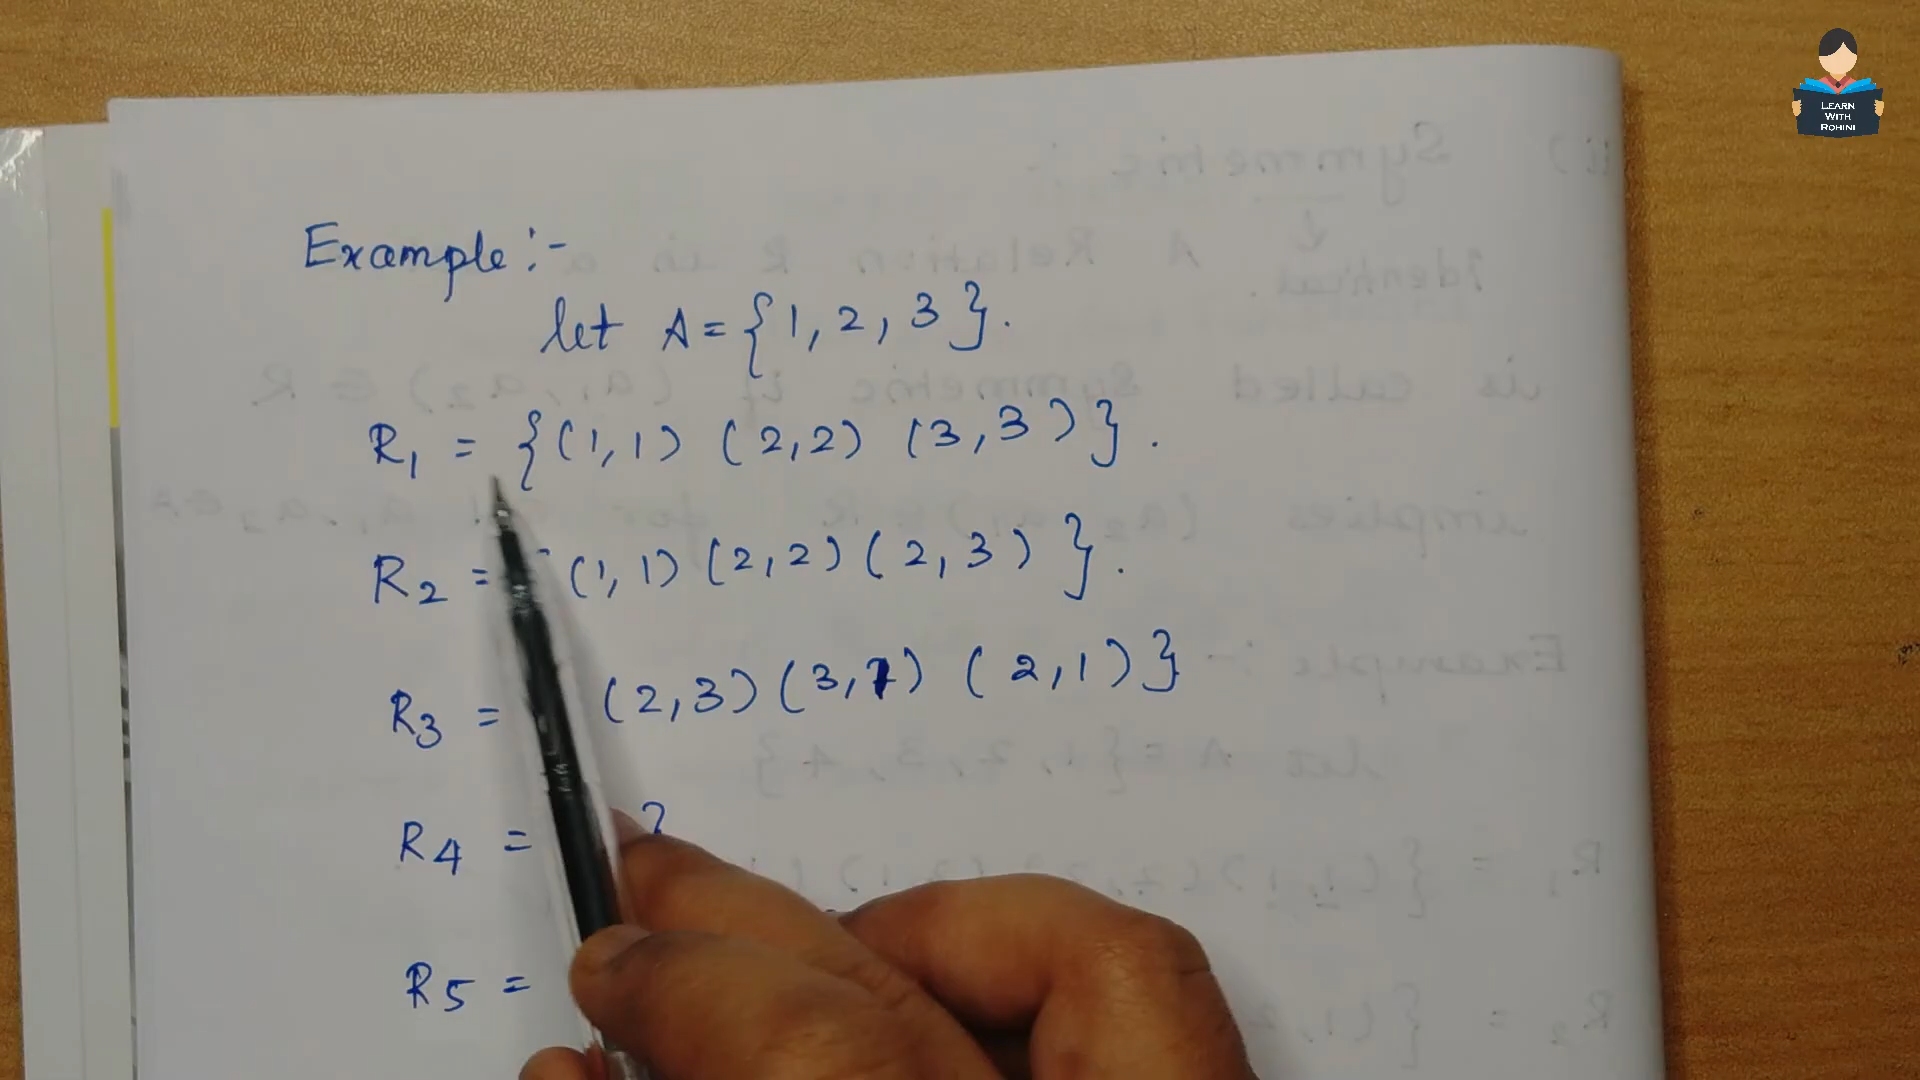 LEARN
WITH
ROHINI
Example :-
let A = {1, 2, 3}.
R1 = {(1,1) (2,2) (3,3)}.
R2 = {(1,1) (2,2) (2,3)}.
R3 = (2,3) (3,1) (2,1)}
R4 =
R5 =